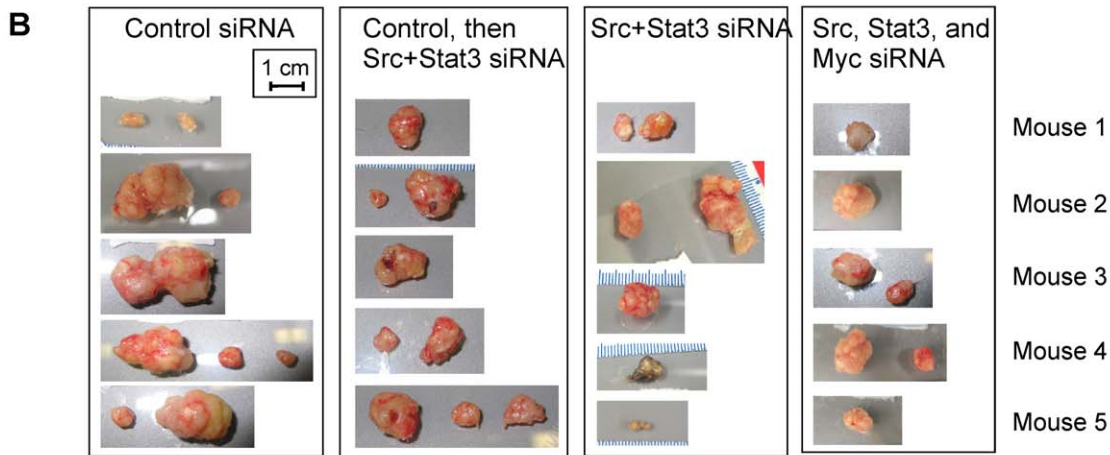 B
Control siRNA
1 cm
Control, then
Src+Stat3 siRNA
Src+Stat3 siRNA
Src, Stat3, and
Myc siRNA
Mouse 1
Mouse 2
Mouse 3
Mouse 4
Mouse 5